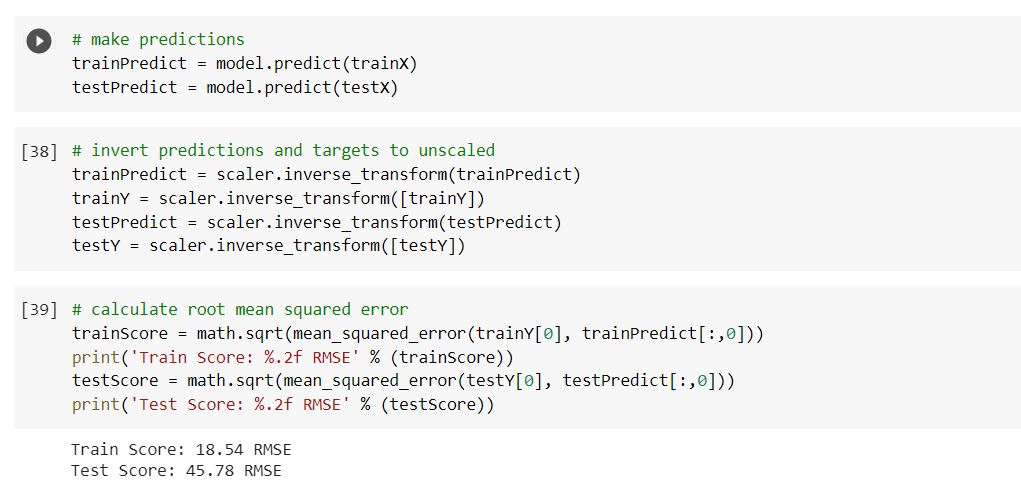 # make predictions
trainPredict = model.predict(trainX)
testPredict = model.predict(testX)
[38] # invert predictions and targets to unscaled
trainPredict = scaler.inverse_transform(trainPredict)
trainY = scaler.inverse_transform([trainY])
testPredict = scaler.inverse_transform(testPredict)
testY = scaler.inverse_transform([testY])
[39] # calculate root mean squared error
trainScore = math.sqrt(mean_squared_error(trainY[0], trainPredict[:,0]))
print('Train Score: %.2f RMSE' % (trainScore))
testScore = math.sqrt(mean_squared_error(testY[0], testPredict[:,0]))
print('Test Score: %.2f RMSE' % (testScore))
Train Score: 18.54 RMSE
Test Score: 45.78 RMSE